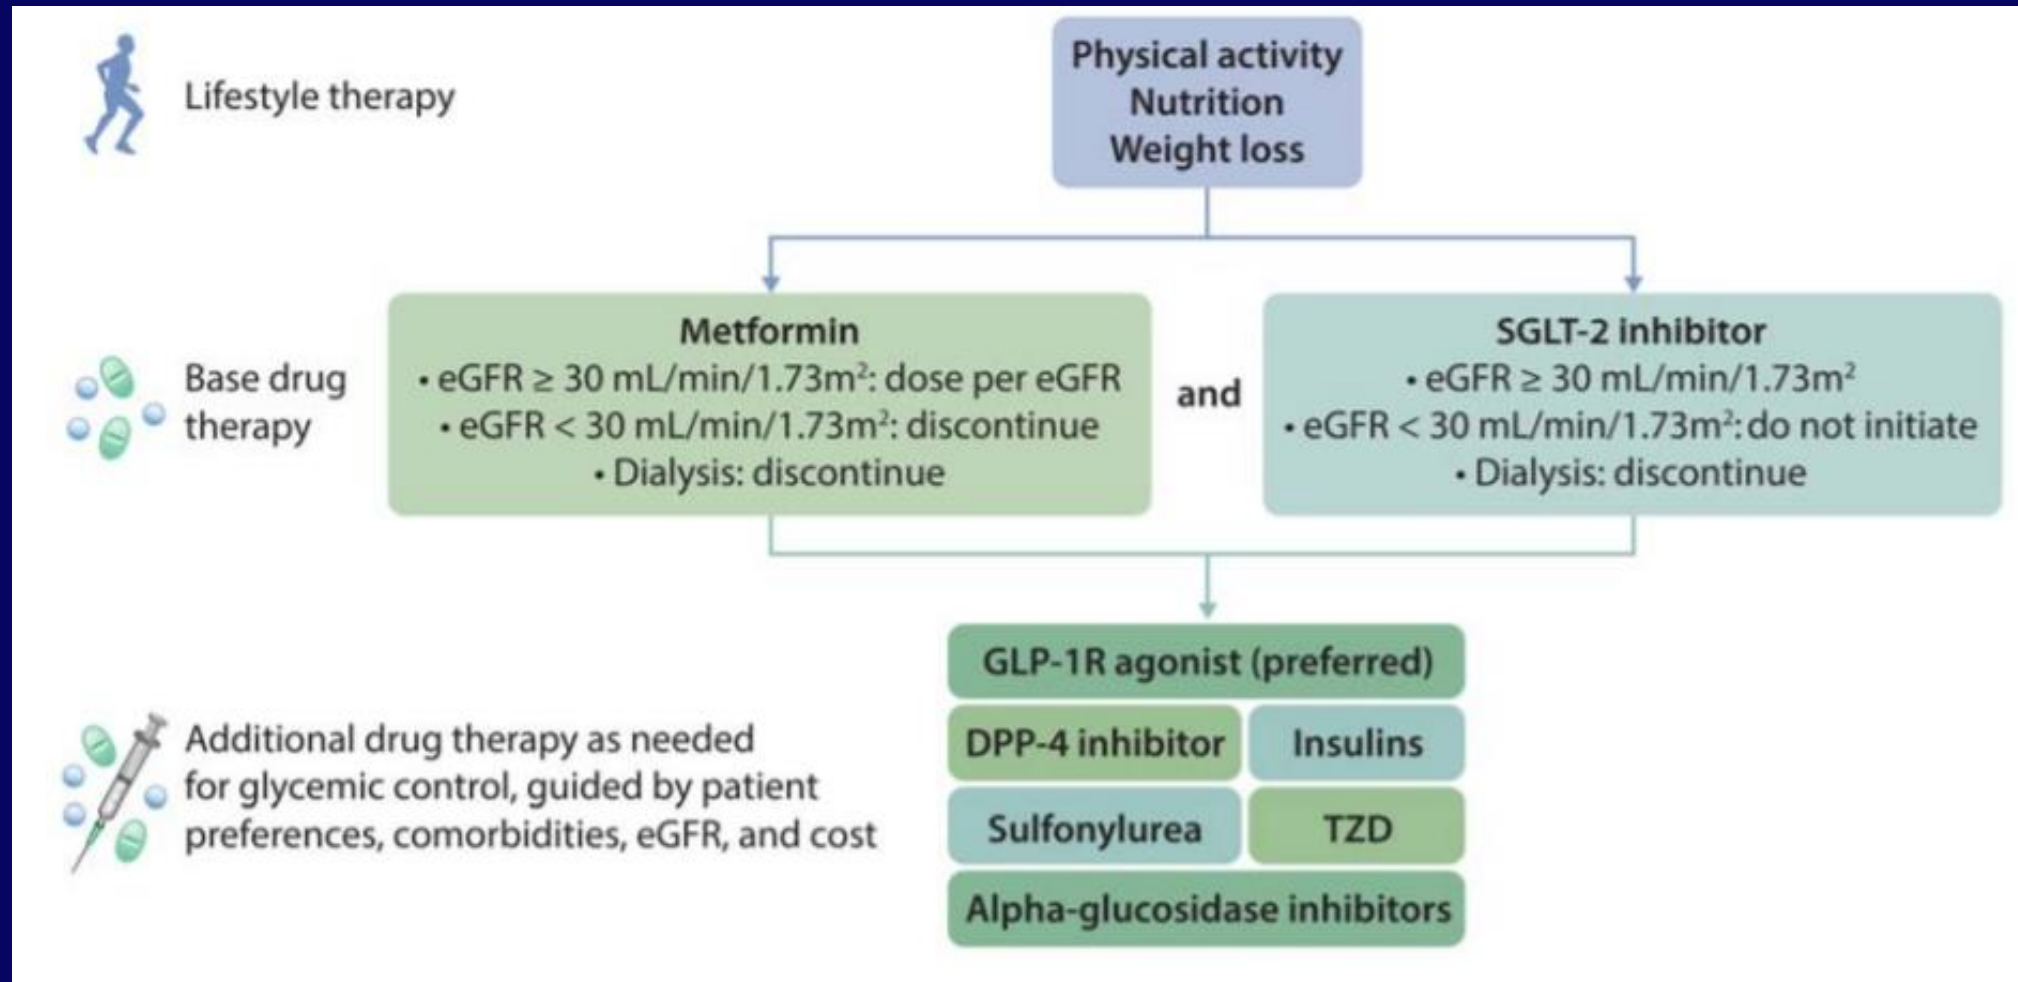 Lifestyle therapy
Physical activity
Nutrition
Weight loss
Base drug
therapy
Metformin
• eGFR ≥ 30 mL/min/1.73m²: dose per eGFR
• eGFR < 30 mL/min/1.73m²: discontinue
• Dialysis: discontinue
and
SGLT-2 inhibitor
• eGFR ≥ 30 mL/min/1.73m²
• eGFR < 30 mL/min/1.73m²: do not initiate
• Dialysis: discontinue
Additional drug therapy as needed
for glycemic control, guided by patient
preferences, comorbidities, eGFR, and cost
GLP-1R agonist (preferred)
DPP-4 inhibitor
Insulins
Sulfonylurea
TZD
Alpha-glucosidase inhibitors